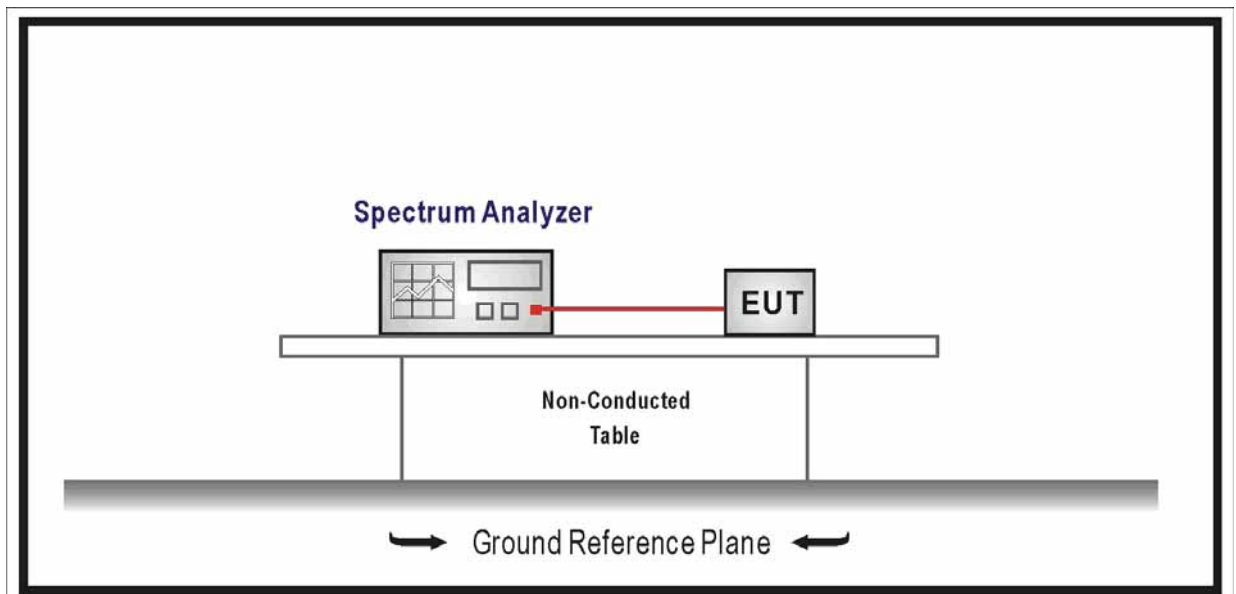 Spectrum Analyzer
EUT
Non-Conducted
Table
Ground Reference Plane